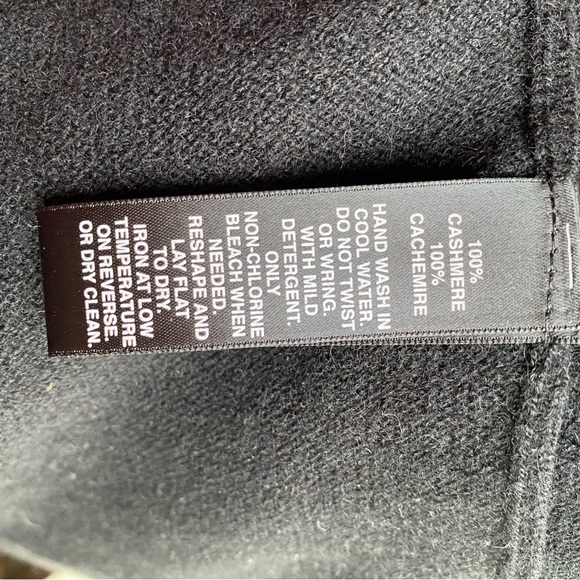 100%
CASHMERE
100%
CACHEMIRE
HAND WASH IN
COOL WATER.
DO NOT TWIST
OR WRING.
WITH MILD
DETERGENT.
ONLY
NON-CHLORINE
BLEACH WHEN
NEEDED.
RESHAPE AND
LAY FLAT
TO DRY.
IRON AT LOW
TEMPERATURE
ON REVERSE.
OR DRY CLEAN.